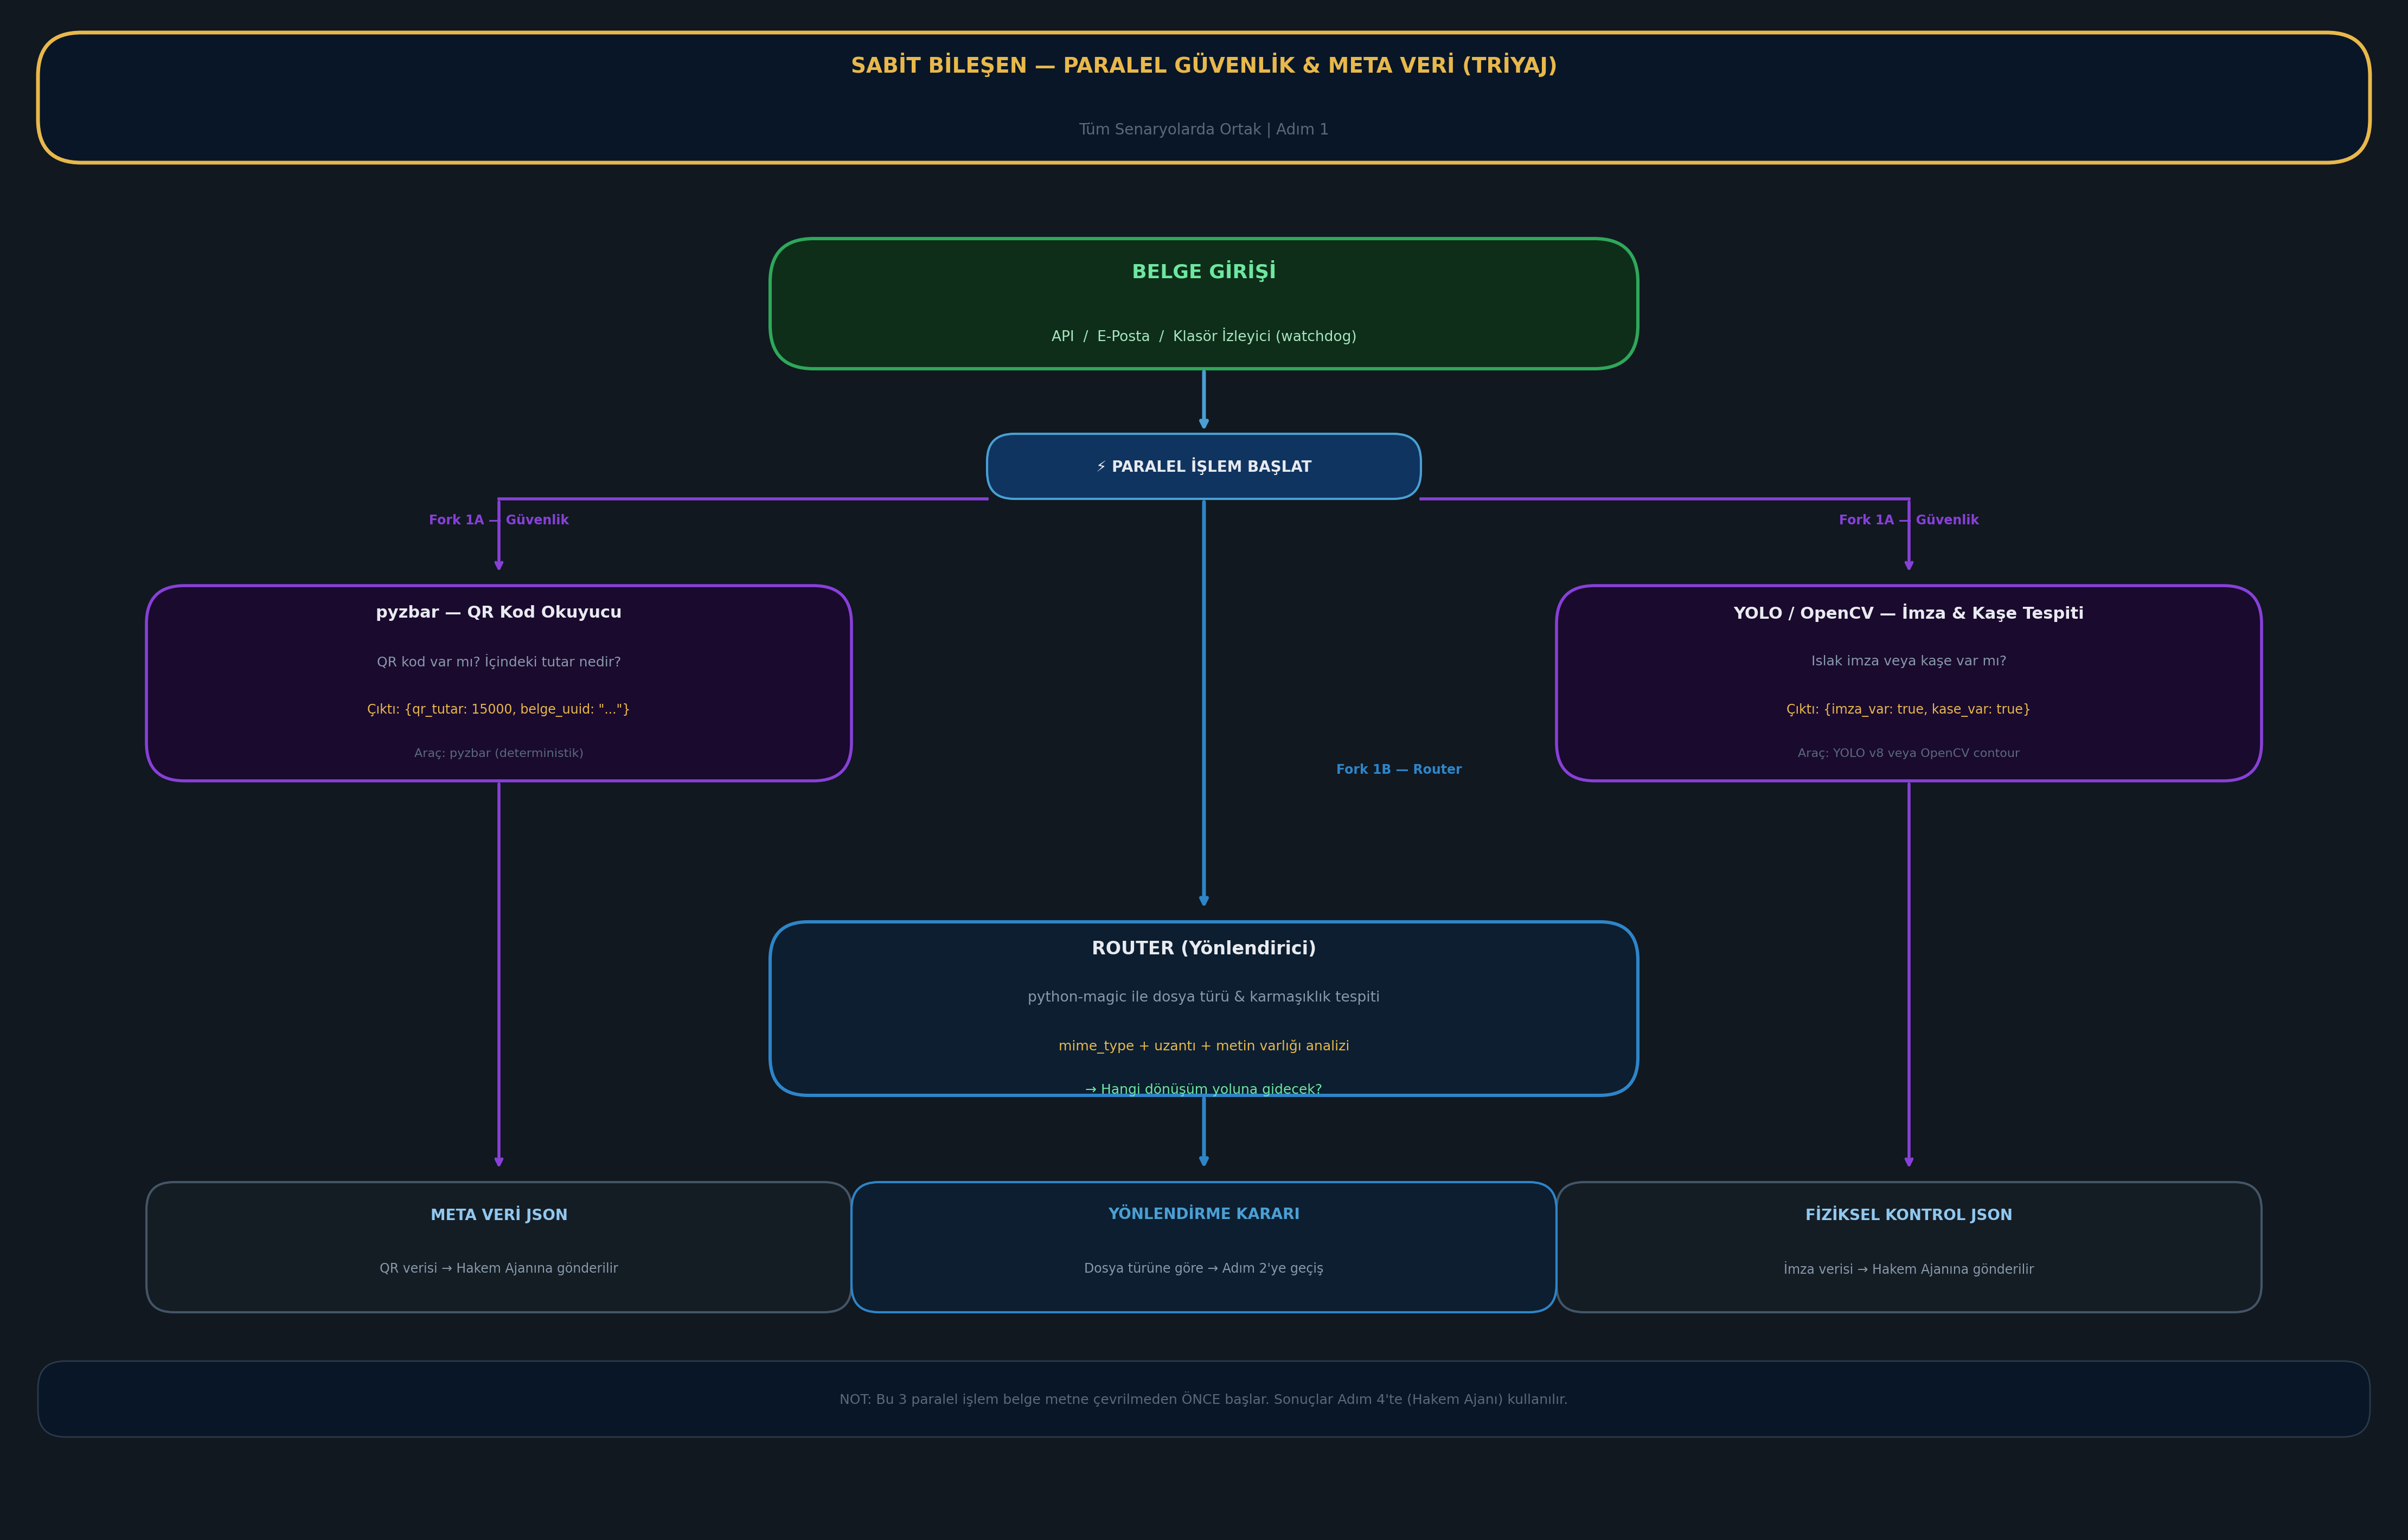 SABİT BİLEŞEN — PARALEL GÜVENLİK & META VERİ (TRİYAJ)
Tüm Senaryolarda Ortak | Adım 1
BELGE GİRİŞİ
API / E-Posta / Klasör İzleyici (watchdog)
⚡ PARALEL İŞLEM BAŞLAT
Fork 1A — Güvenlik
Fork 1A — Güvenlik
pyzbar — QR Kod Okuyucu
QR kod var mı? İçindeki tutar nedir?
Çıktı: {qr_tutar: 15000, belge_uuid: "..."}
Araç: pyzbar (deterministik)
YOLO / OpenCV — İmza & Kaşe Tespiti
Islak imza veya kaşe var mı?
Çıktı: {imza_var: true, kase_var: true}
Araç: YOLO v8 veya OpenCV contour
Fork 1B — Router
ROUTER (Yönlendirici)
python-magic ile dosya türü & karmaşıklık tespiti
mime_type + uzantı + metin varlığı analizi
→ Hangi dönüşüm yoluna gidecek?
META VERİ JSON
QR verisi → Hakem Ajanına gönderilir
YÖNLENDİRME KARARI
Dosya türüne göre → Adım 2'ye geçiş
FİZİKSEL KONTROL JSON
İmza verisi → Hakem Ajanına gönderilir
NOT: Bu 3 paralel işlem belge metne çevrilmeden ÖNCE başlar. Sonuçlar Adım 4'te (Hakem Ajanı) kullanılır.